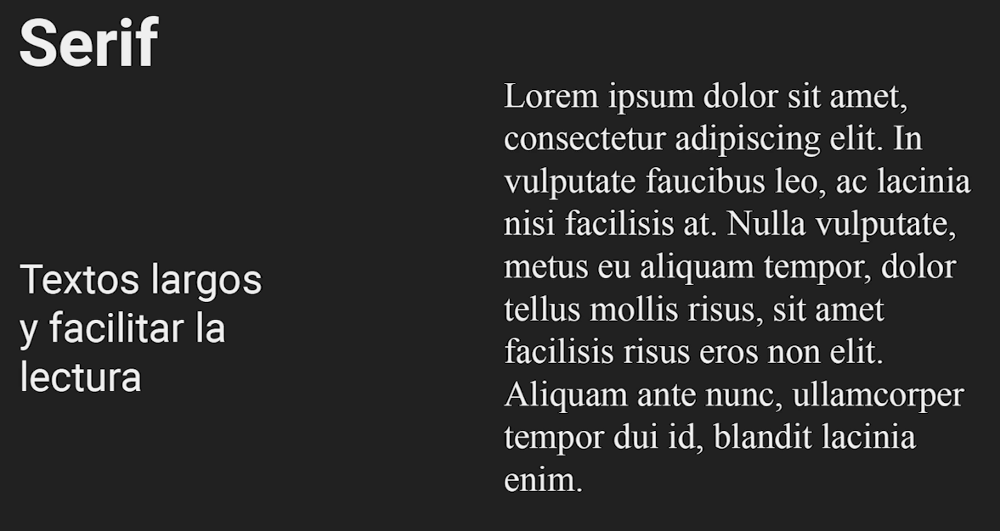 Serif
Textos largos
y facilitar la
lectura
Lorem ipsum dolor sit amet,
consectetur adipiscing elit. In
vulputate faucibus leo, ac lacinia
nisi facilisis at. Nulla vulputate,
metus eu aliquam tempor, dolor
tellus mollis risus, sit amet
facilisis risus eros non elit.
Aliquam ante nunc, ullamcorper
tempor dui id, blandit lacinia
enim.